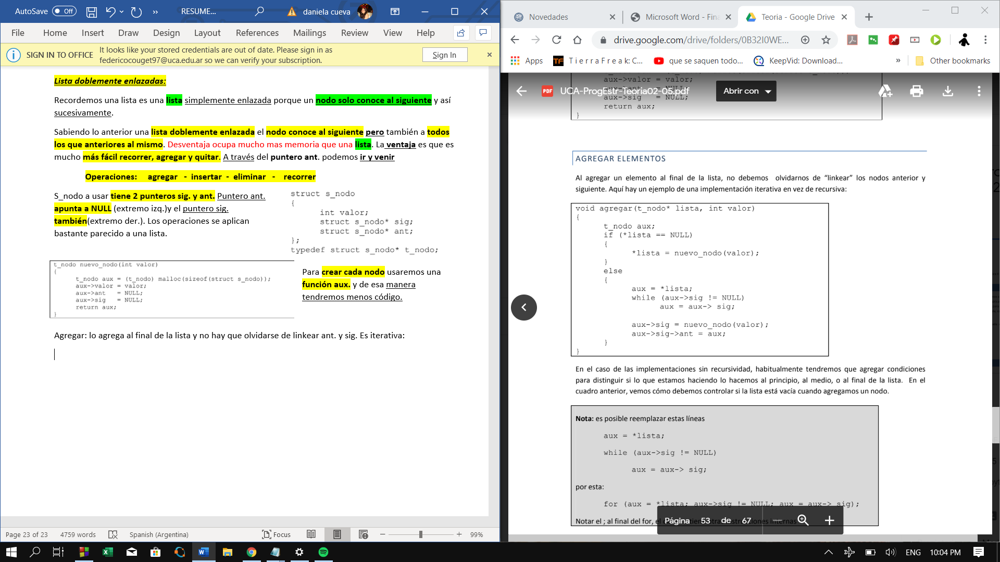 AutoSave Off RESUME... daniela cueva
File Home Insert Draw Design Layout References Mailings Review View Help
SIGN IN TO OFFICE It looks like your stored credentials are out of date. Please sign in as
federicocouget97@uca.edu.ar so we can verify your subscription.
Sign In
Lista doblemente enlazadas:
Recordemos una lista es una lista simplemente enlazada porque un nodo solo conoce al siguiente y así
sucesivamente.
Sabiendo lo anterior una lista doblemente enlazada el nodo conoce al siguiente pero también a todos
los que anteriores al mismo. Desventaja ocupa mucho mas memoria que una lista. La ventaja es que es
mucho más fácil recorrer, agregar y quitar. A través del puntero ant. podemos ir y venir
Operaciones: agregar - insertar - eliminar - recorrer
S_nodo a usar tiene 2 punteros sig. y ant. Puntero ant.
apunta a NULL (extremo izq.)y el puntero sig.
también(extremo der.). Los operaciones se aplican
bastante parecido a una lista.
struct s_nodo
{
int valor;
struct s_nodo* sig;
struct s_nodo* ant;
};
typedef struct s_nodo* t_nodo;
t_nodo nuevo_nodo(int valor)
{
t_nodo aux = (t_nodo) malloc(sizeof(struct s_nodo));
aux->valor = valor;
aux->ant = NULL;
aux->sig = NULL;
return aux;
}
Para crear cada nodo usaremos una
función aux. y de esa manera
tendremos menos código.
Agregar: lo agrega al final de la lista y no hay que olvidarse de linkear ant. y sig. Es iterativa:
Page 23 of 23 4759 words Spanish (Argentina) Focus 99%
Novedades Microsoft Word - Fina Teoria - Google Drive
drive.google.com/drive/folders/0B32I0WE...
Apps TF T i e r r a F r e a k: C... que se saquen todo... KeepVid: Download... » Other bookmarks
aux->valor = valor;
PDF UCA-ProgEstr-Teoria02-05.pdf Abrir con
aux->sig = NULL;
return aux;
}
AGREGAR ELEMENTOS
Al agregar un elemento al final de la lista, no debemos olvidarnos de “linkear” los nodos anterior y
siguiente. Aquí hay un ejemplo de una implementación iterativa en vez de recursiva:
void agregar(t_nodo* lista, int valor)
{
t_nodo aux;
if (*lista == NULL)
{
*lista = nuevo_nodo(valor);
}
else
{
aux = *lista;
while (aux->sig != NULL)
aux = aux-> sig;
aux->sig = nuevo_nodo(valor);
aux->sig->ant = aux;
}
}
En el caso de las implementaciones sin recursividad, habitualmente tendremos que agregar condiciones
para distinguir si lo que estamos haciendo lo hacemos al principio, al medio, o al final de la lista. En el
cuadro anterior, vemos cómo debemos controlar si la lista está vacía cuando agregamos un nodo.
Nota: es posible reemplazar estas líneas
aux = *lista;
while (aux->sig != NULL)
aux = aux-> sig;
por esta:
for (aux = *lista; aux->sig != NULL; aux = aux-> sig);
Notar el ; al final del for,
Página 53 de 67
ENG 10:04 PM